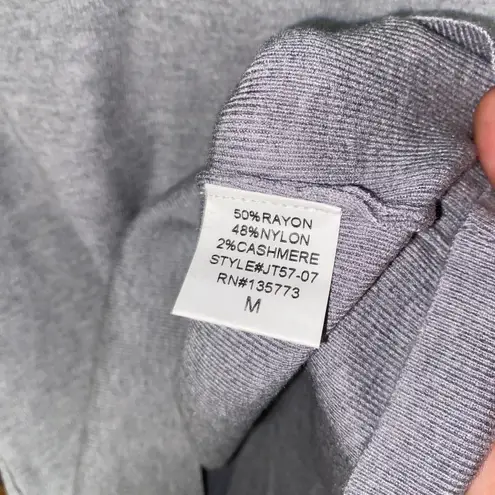 50%RAYON
48%NYLON
2%CASHMERE
STYLE#JT57-07
RN#135773
M